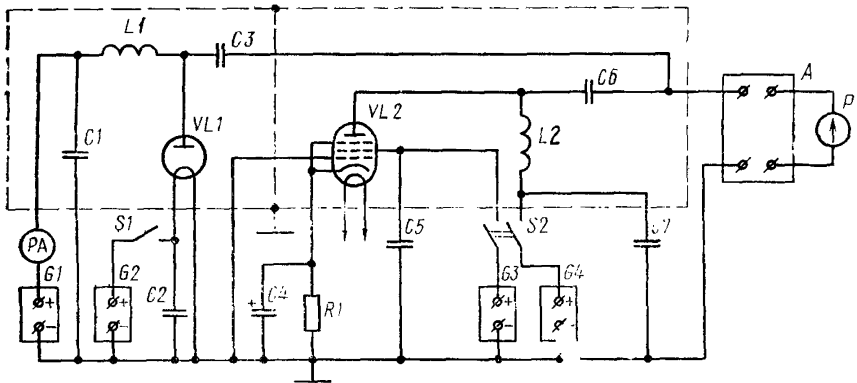 L1
C3
C6
A
P
VL2
L2
C1
VL1
S1
C5
S2
PA
G1
G2
C2
C4
R1
G3
G4
+
+
+
+
+
-
-
-
-